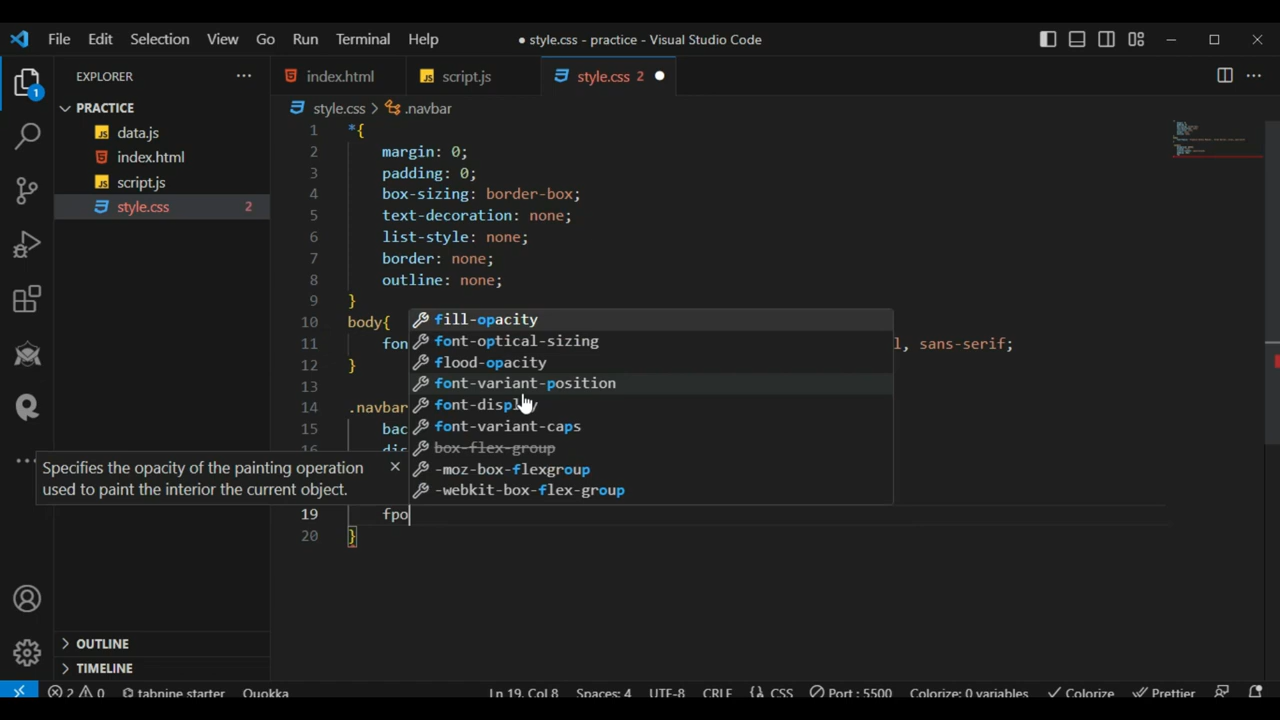 File Edit Selection View Go Run Terminal Help
● style.css - practice - Visual Studio Code
EXPLORER ...
index.html
script.js
style.css 2 ●
1
PRACTICE
data.js
index.html
script.js
style.css 2
style.css > .navbar
1 *{
2 margin: 0;
3 padding: 0;
4 box-sizing: border-box;
5 text-decoration: none;
6 list-style: none;
7 border: none;
8 outline: none;
9 }
10 body{
11 fon l, sans-serif;
12 }
13
14 .navbar
15 bac
16 dis
19 fpo
20 }
fill-opacity
font-optical-sizing
flood-opacity
font-variant-position
font-display
font-variant-caps
box-flex-group
-moz-box-flexgroup
-webkit-box-flex-group
Specifies the opacity of the painting operation
used to paint the interior the current object.
OUTLINE
TIMELINE
2 0 tabnine starter Quokka Ln 19, Col 8 Spaces: 4 UTF-8 CRLF {} CSS Port : 5500 Colorize: 0 variables Colorize Prettier